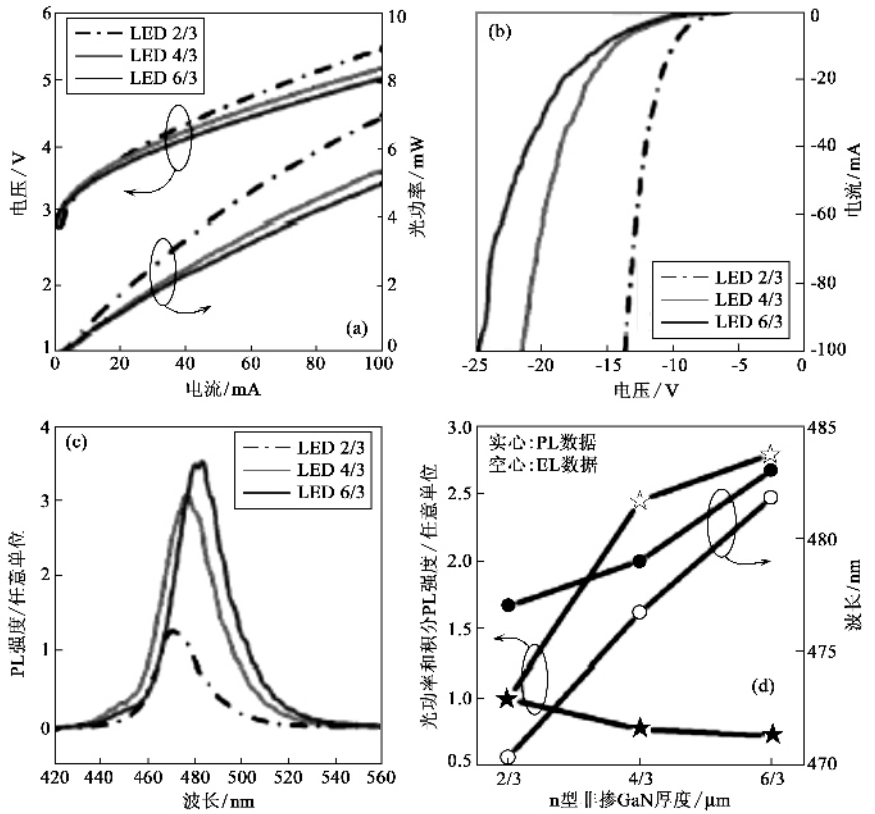 6
5
4
3
2
1
电压/V
LED 2/3
LED 4/3
LED 6/3
(a)
0
20
40
60
80
100
电流/mA
10
8
6
4
2
0
光功率/mW
(b)
LED 2/3
LED 4/3
LED 6/3
-25
-20
-15
-10
-5
0
电压/V
0
-20
-40
-60
-80
-100
电流/mA
(c)
LED 2/3
LED 4/3
LED 6/3
4
3
2
1
0
PL强度/任意单位
420
440
460
480
500
520
540
560
波长/nm
3.0
2.5
2.0
1.5
1.0
0.5
光功率和积分PL强度/任意单位
实心:PL数据
空心:EL数据
(d)
2/3
4/3
6/3
n型非掺GaN厚度/μm
485
480
475
470
波长/nm